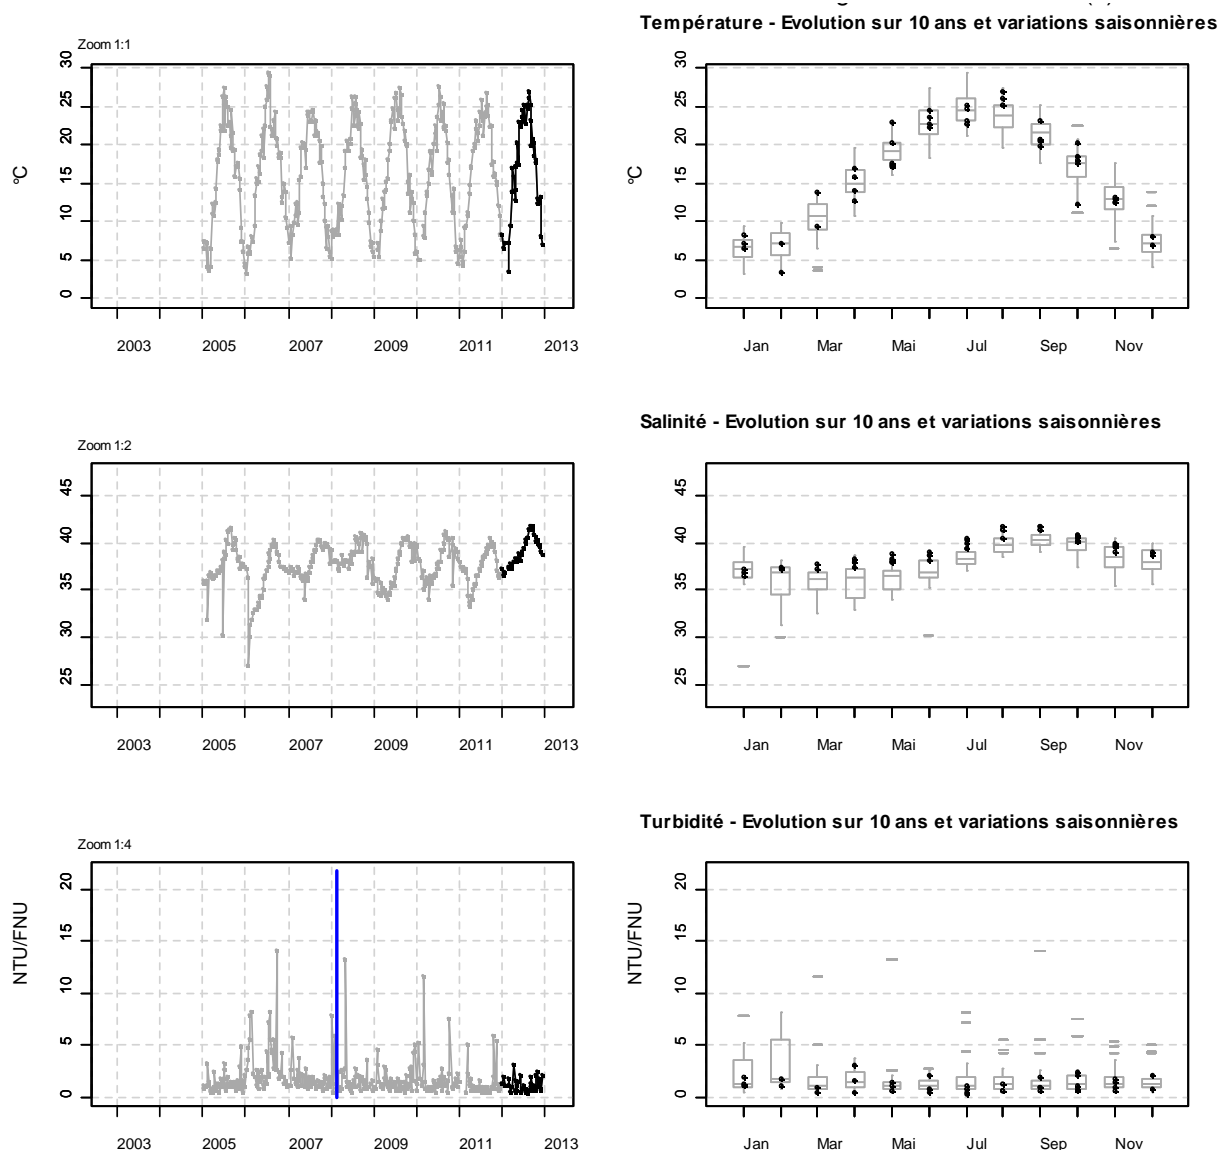 Température - Evolution sur 10 ans et variations saisonnières
Zoom 1:1
30
25
20
15
10
5
0
°C
2003 2005 2007 2009 2011 2013
30
25
20
15
10
5
0
°C
Jan Mar Mai Jul Sep Nov
Salinité - Evolution sur 10 ans et variations saisonnières
Zoom 1:2
45
40
35
30
25
2003 2005 2007 2009 2011 2013
45
40
35
30
25
Jan Mar Mai Jul Sep Nov
Turbidité - Evolution sur 10 ans et variations saisonnières
Zoom 1:4
20
15
10
5
0
NTU/FNU
2003 2005 2007 2009 2011 2013
20
15
10
5
0
NTU/FNU
Jan Mar Mai Jul Sep Nov